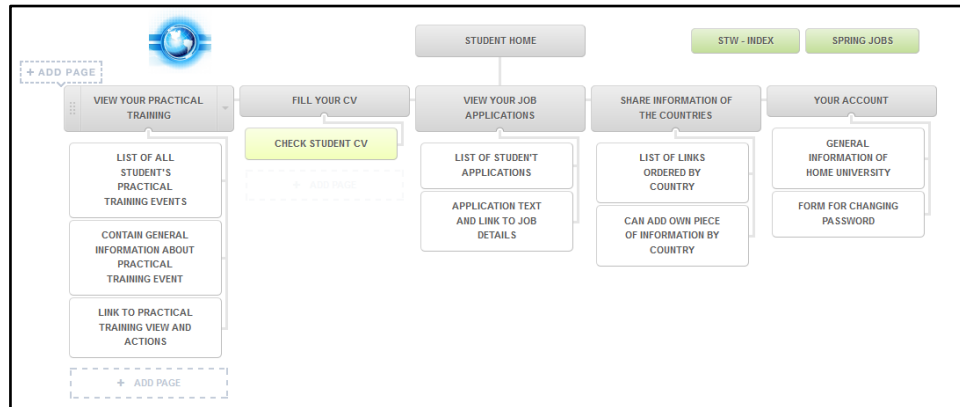 STUDENT HOME
STW - INDEX
SPRING JOBS
+ ADD PAGE
VIEW YOUR PRACTICAL
TRAINING
FILL YOUR CV
VIEW YOUR JOB
APPLICATIONS
SHARE INFORMATION OF
THE COUNTRIES
YOUR ACCOUNT
LIST OF ALL
STUDENT'S
PRACTICAL
TRAINING EVENTS
CONTAIN GENERAL
INFORMATION ABOUT
PRACTICAL
TRAINING EVENT
LINK TO PRACTICAL
TRAINING VIEW AND
ACTIONS
+ ADD PAGE
CHECK STUDENT CV
+ ADD PAGE
LIST OF STUDEN'T
APPLICATIONS
APPLICATION TEXT
AND LINK TO JOB
DETAILS
LIST OF LINKS
ORDERED BY
COUNTRY
CAN ADD OWN PIECE
OF INFORMATION BY
COUNTRY
GENERAL
INFORMATION OF
HOME UNIVERSITY
FORM FOR CHANGING
PASSWORD